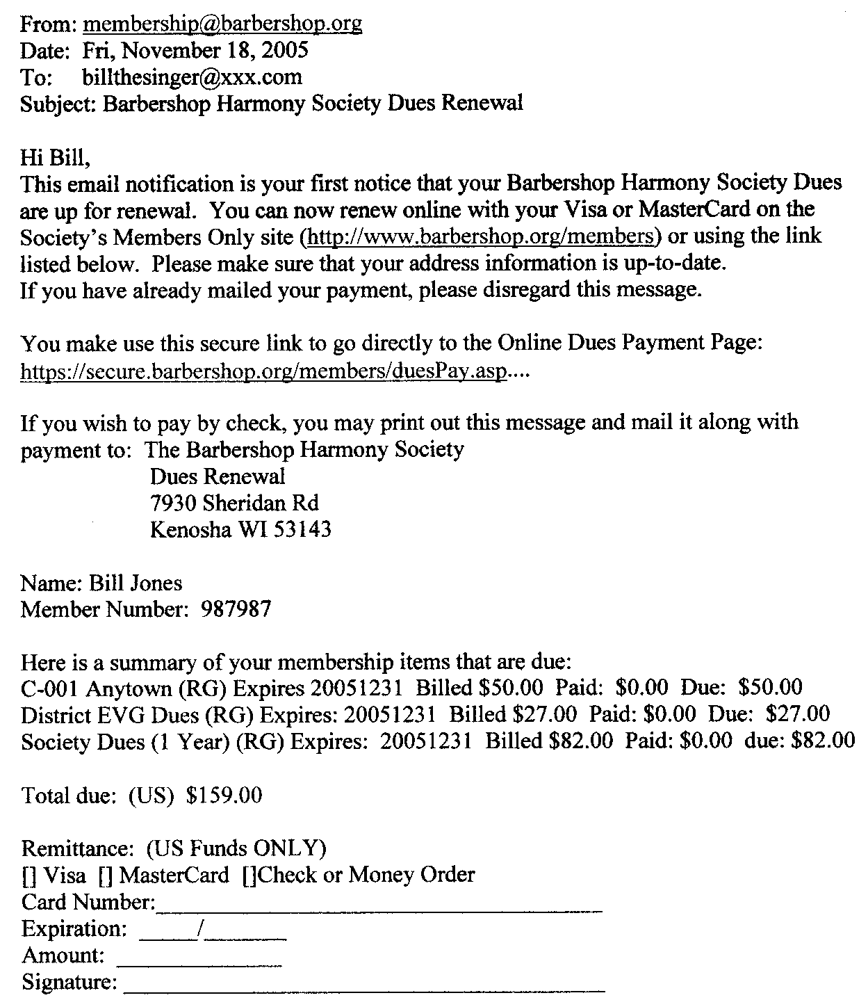 From: membership@barbershop.org
Date: Fri, November 18, 2005
To: billthesinger@xxx.com
Subject: Barbershop Harmony Society Dues Renewal
Hi Bill,
This email notification is your first notice that your Barbershop Harmony Society Dues
are up for renewal. You can now renew online with your Visa or MasterCard on the
Society's Members Only site (http://www.barbershop.org/members) or using the link
listed below. Please make sure that your address information is up-to-date.
If you have already mailed your payment, please disregard this message.
You make use this secure link to go directly to the Online Dues Payment Page:
https://secure.barbershop.org/members/duesPay.asp....
If you wish to pay by check, you may print out this message and mail it along with
payment to: The Barbershop Harmony Society
Dues Renewal
7930 Sheridan Rd
Kenosha WI 53143
Name: Bill Jones
Member Number: 987987
Here is a summary of your membership items that are due:
C-001 Anytown (RG) Expires 20051231 Billed $50.00 Paid: $0.00 Due: $50.00
District EVG Dues (RG) Expires: 20051231 Billed $27.00 Paid: $0.00 Due: $27.00
Society Dues (1 Year) (RG) Expires: 20051231 Billed $82.00 Paid: $0.00 due: $82.00
Total due: (US) $159.00
Remittance: (US Funds ONLY)
[] Visa [] MasterCard []Check or Money Order
Card Number:____________________
Expiration: _____/_______
Amount: ______________
Signature: ____________________